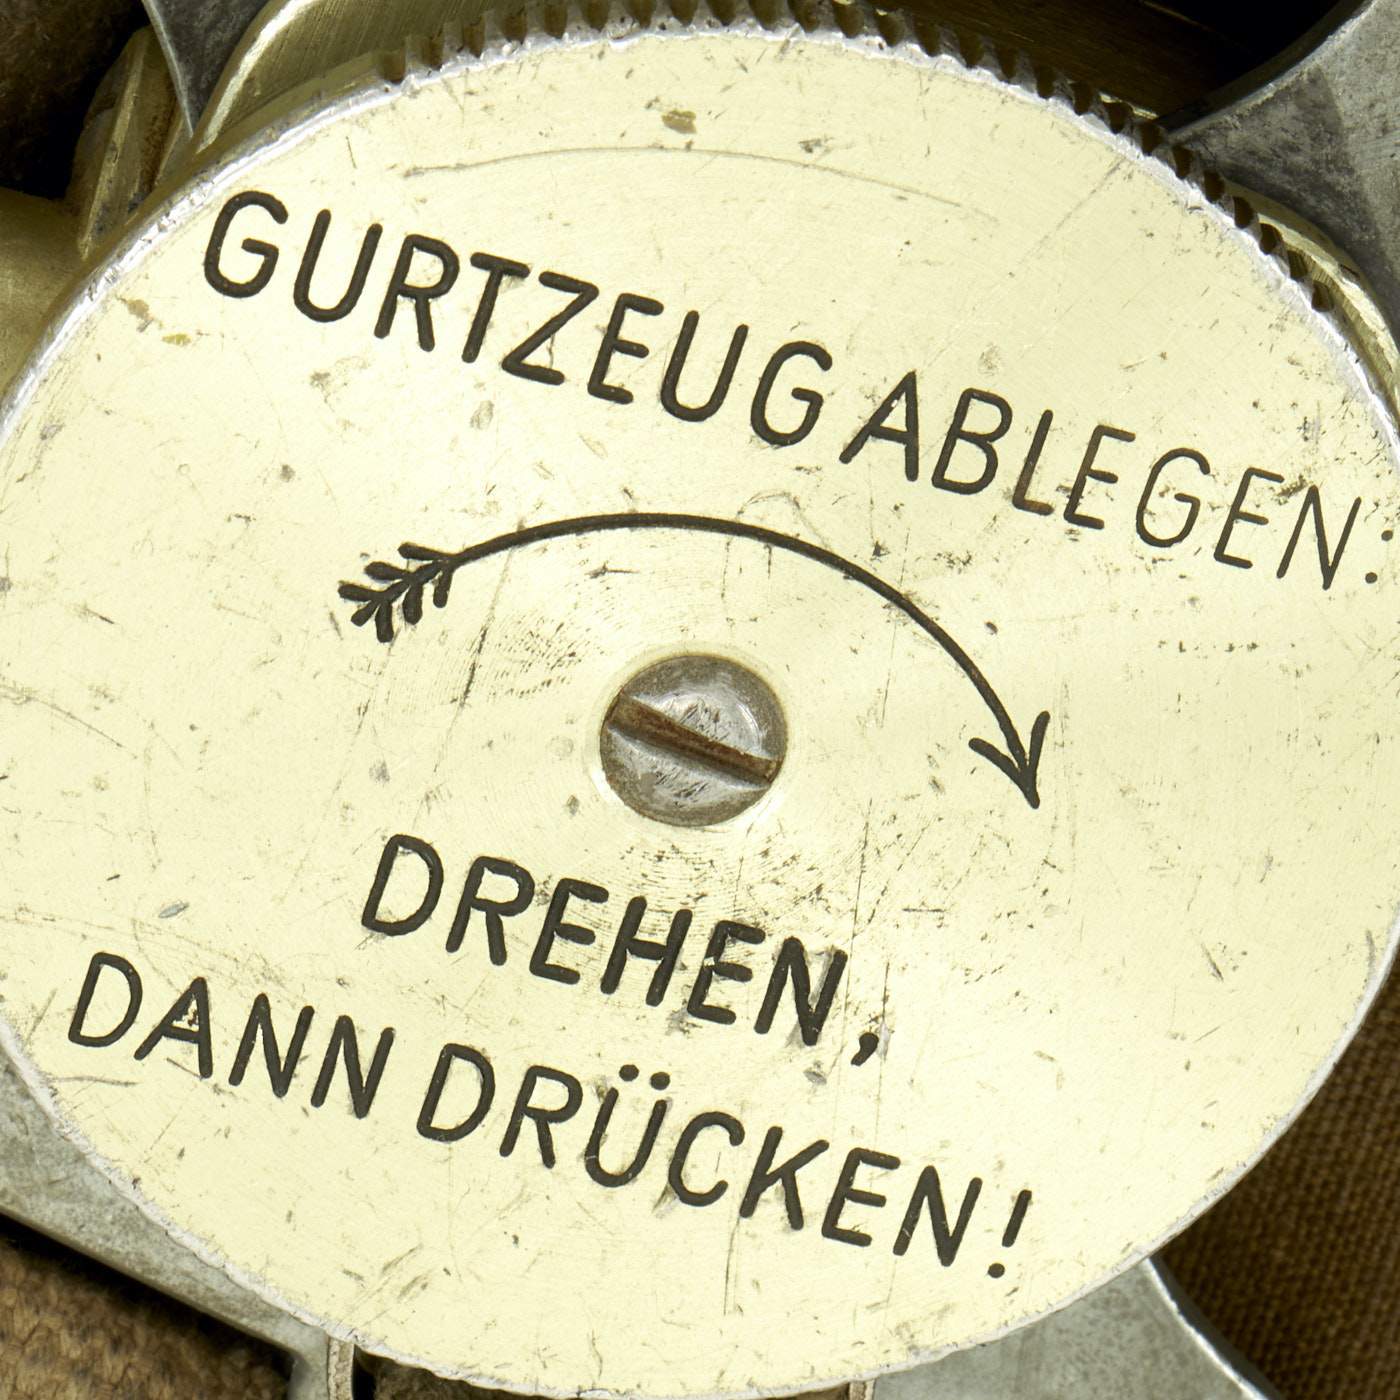 GURTZEUG ABLEGEN:
DREHEN,
DANN DRÜCKEN!